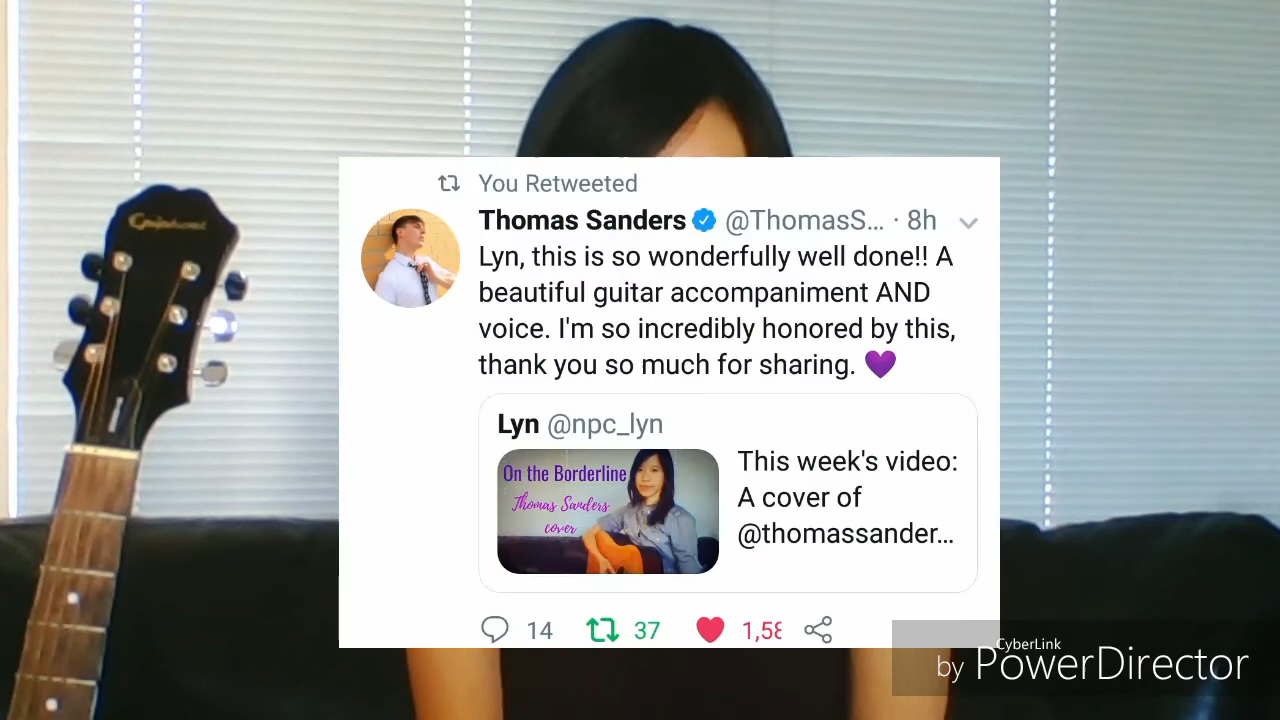 Epiphone
You Retweeted
Thomas Sanders @ThomasS... · 8h
Lyn, this is so wonderfully well done!! A
beautiful guitar accompaniment AND
voice. I'm so incredibly honored by this,
thank you so much for sharing. 💜
Lyn @npc_lyn
On the Borderline
Thomas Sanders
cover
This week's video:
A cover of
@thomassander...
14 37 1,58
CyberLink
by PowerDirector